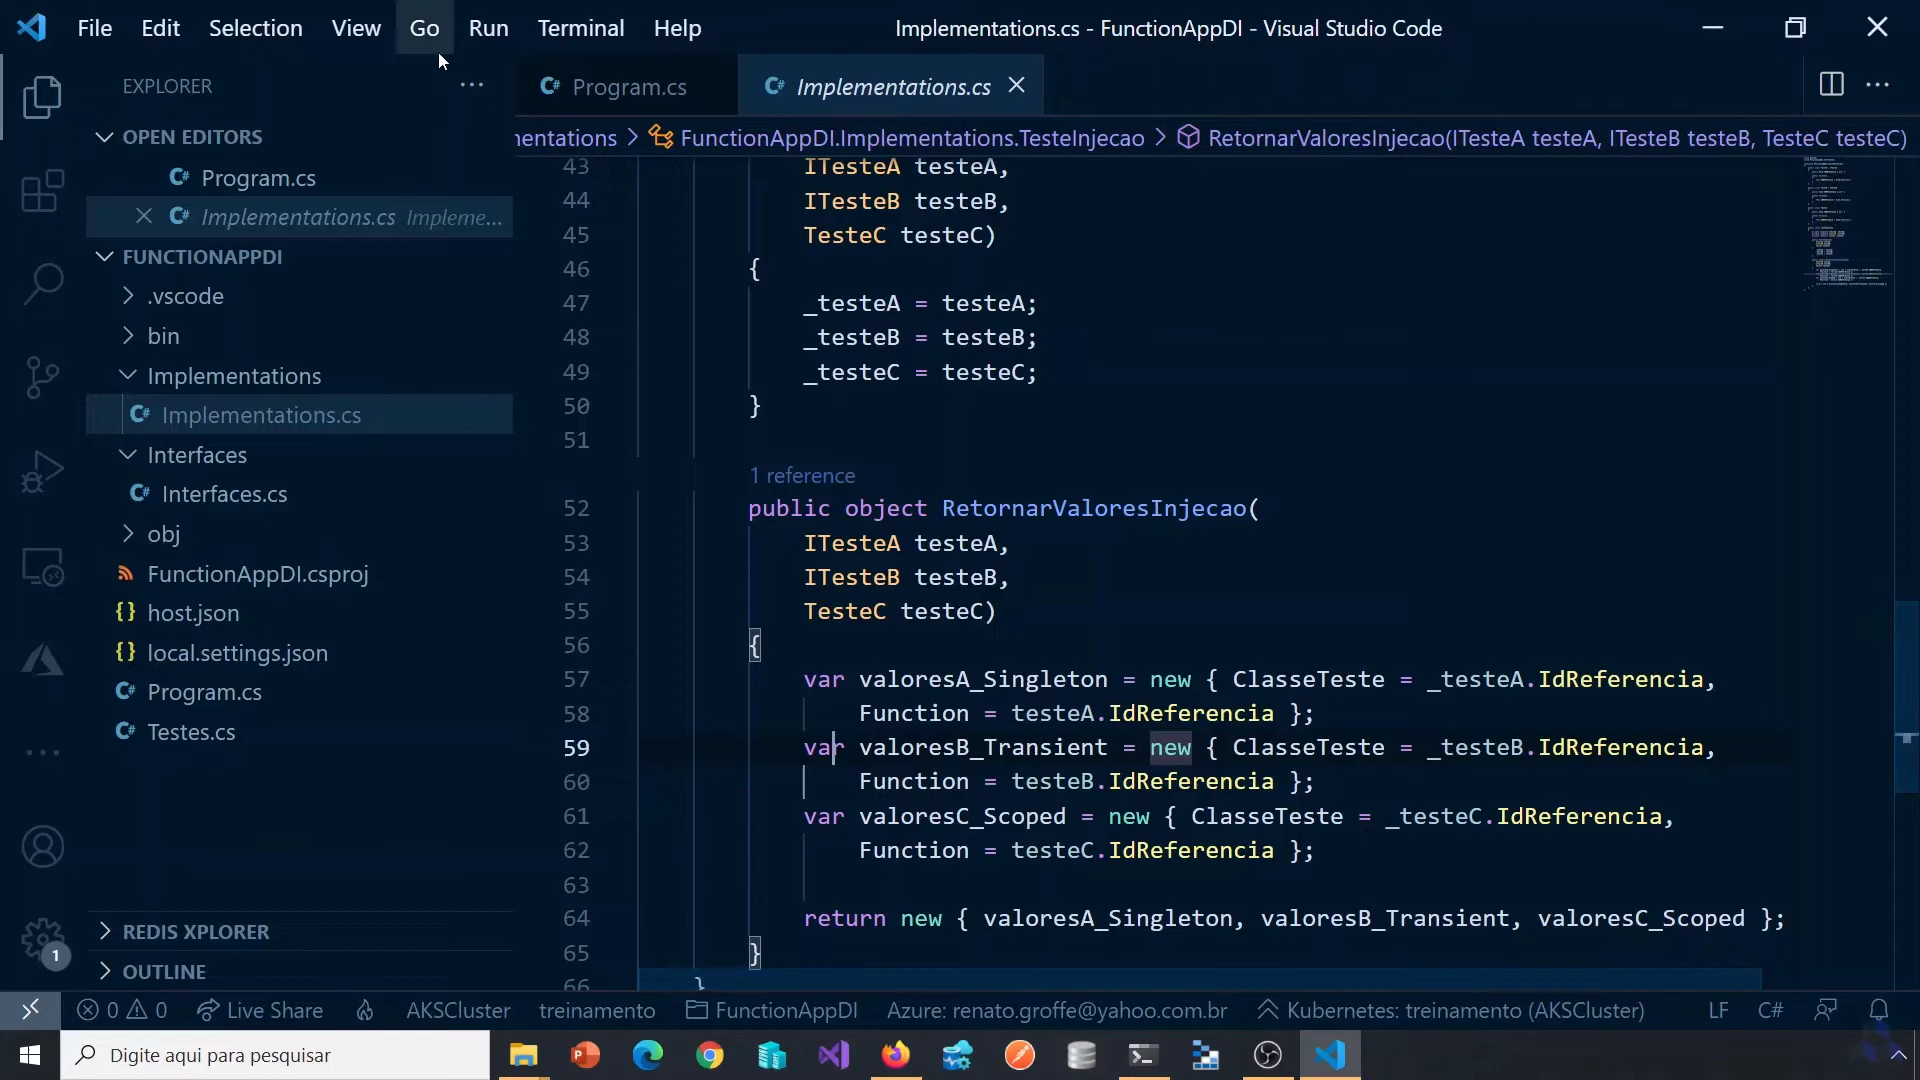 File Edit Selection View Go Run Terminal Help
Implementations.cs - FunctionAppDI - Visual Studio Code
EXPLORER
OPEN EDITORS
Program.cs
Implementations.cs Impleme...
FUNCTIONAPPDI
.vscode
bin
Implementations
Implementations.cs
Interfaces
Interfaces.cs
obj
FunctionAppDI.csproj
host.json
local.settings.json
Program.cs
Testes.cs
REDIS XPLORER
OUTLINE
1
Program.cs
Implementations.cs
mentations > FunctionAppDI.Implementations.TesteInjecao > RetornarValoresInjecao(ITesteA testeA, ITesteB testeB, TesteC testeC)
43 ITesteA testeA,
44 ITesteB testeB,
45 TesteC testeC)
46 {
47 _testeA = testeA;
48 _testeB = testeB;
49 _testeC = testeC;
50 }
51
1 reference
52 public object RetornarValoresInjecao(
53 ITesteA testeA,
54 ITesteB testeB,
55 TesteC testeC)
56 {
57 var valoresA_Singleton = new { ClasseTeste = _testeA.IdReferencia,
58 Function = testeA.IdReferencia };
59 var valoresB_Transient = new { ClasseTeste = _testeB.IdReferencia,
60 Function = testeB.IdReferencia };
61 var valoresC_Scoped = new { ClasseTeste = _testeC.IdReferencia,
62 Function = testeC.IdReferencia };
63
64 return new { valoresA_Singleton, valoresB_Transient, valoresC_Scoped };
65 }
66 }
0 0 Live Share AKSCluster treinamento FunctionAppDI Azure: renato.groffe@yahoo.com.br Kubernetes: treinamento (AKSCluster) LF C#
Digite aqui para pesquisar